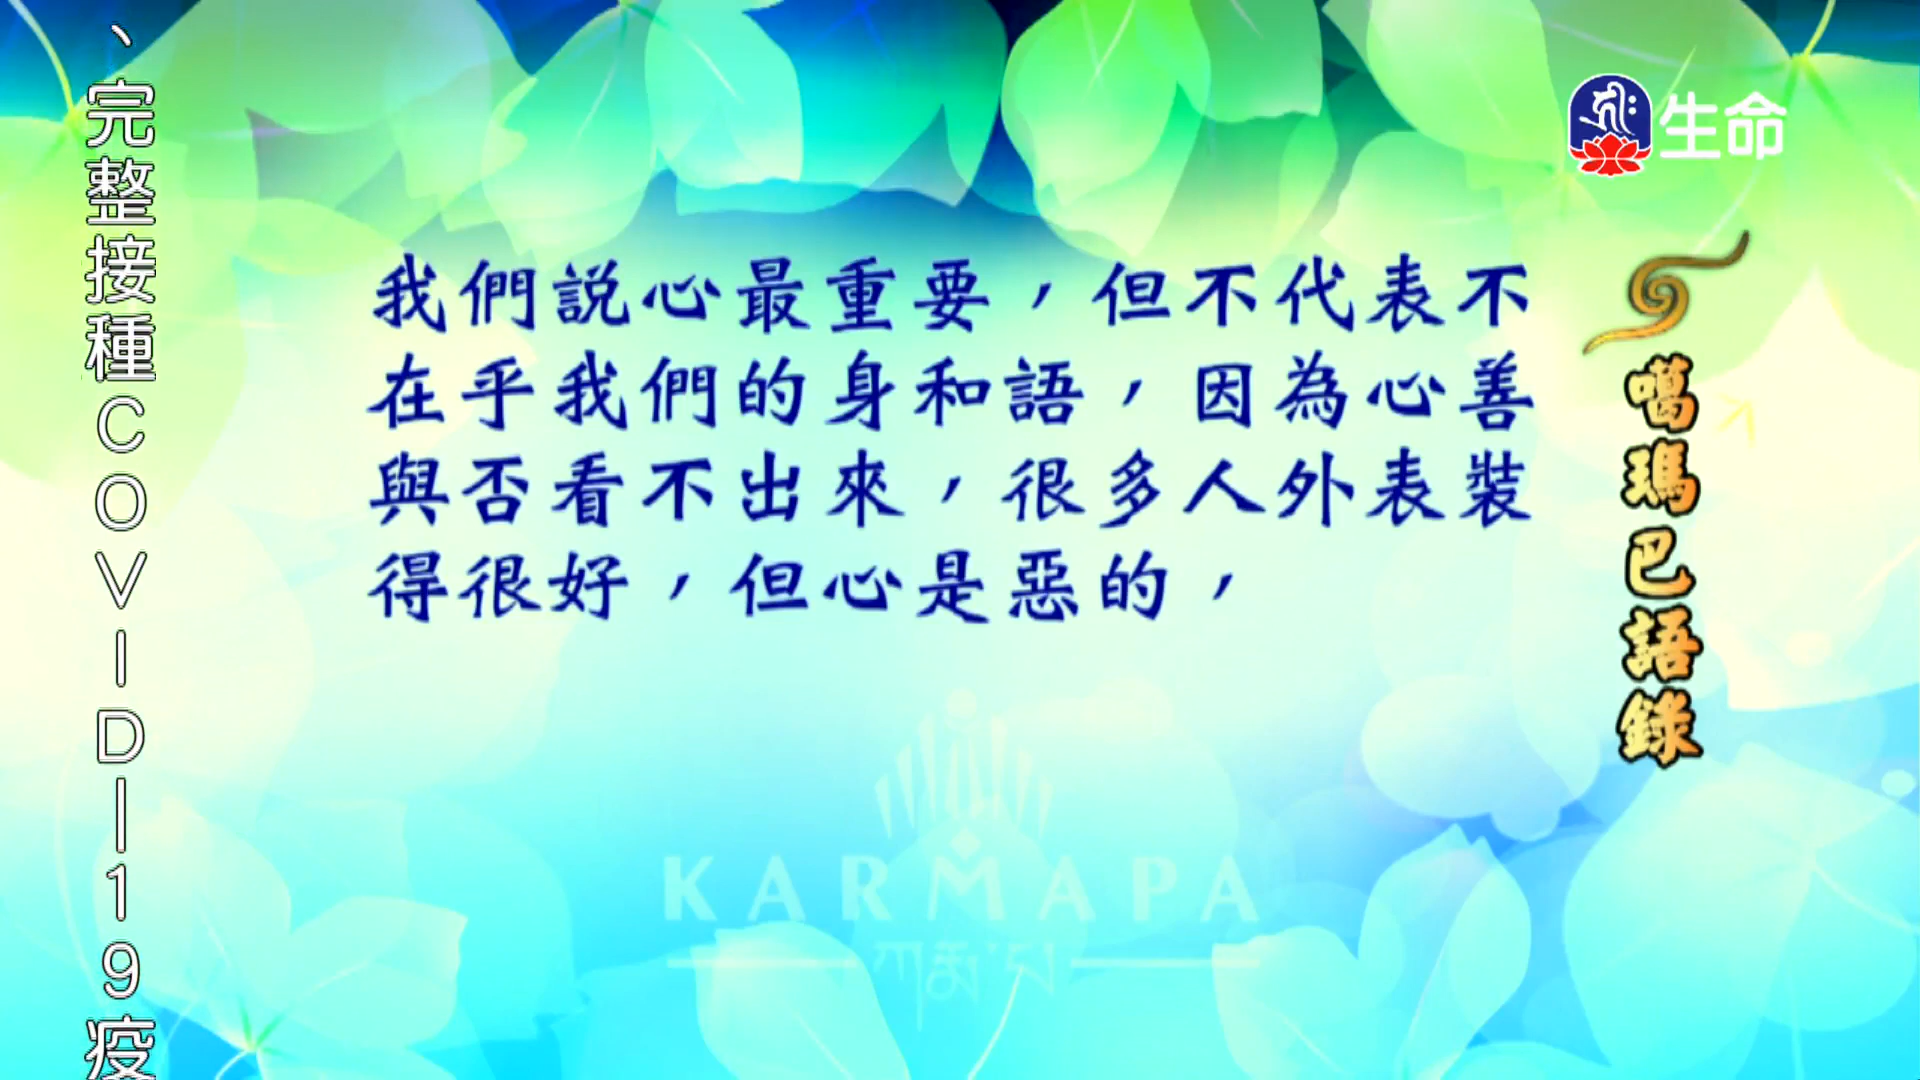 、完整接種COVID-19疫
生命
我們説心最重要，但不代表不
在乎我們的身和語，因為心善
與否看不出來，很多人外表裝
得很好，但心是惡的，
噶瑪巴語錄
KARMAPA